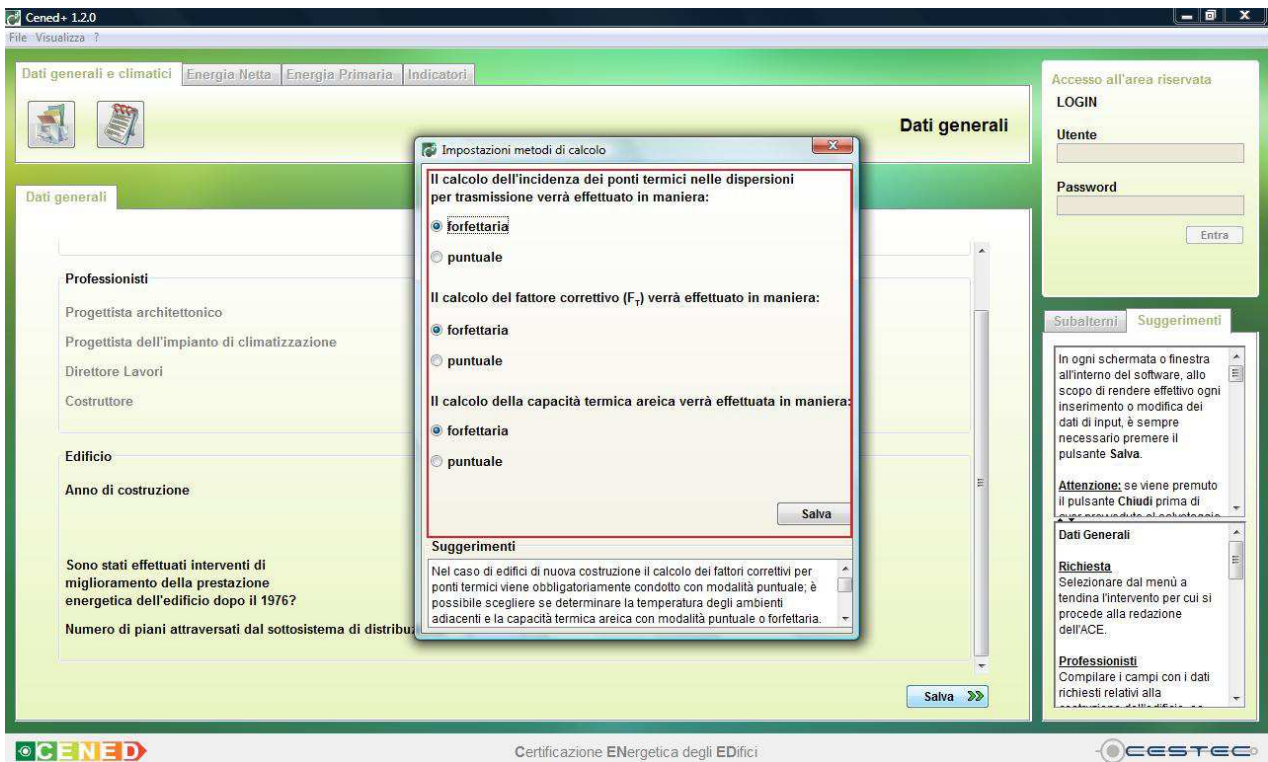 Cened+ 1.2.0
File Visualizza ?
Dati generali e climatici Energia Netta Energia Primaria Indicatori
Dati generali
Dati generali
Professionisti
Progettista architettonico
Progettista dell'impianto di climatizzazione
Direttore Lavori
Costruttore
Edificio
Anno di costruzione
Sono stati effettuati interventi di
miglioramento della prestazione
energetica dell'edificio dopo il 1976?
Numero di piani attraversati dal sottosistema di distribu
Salva
Impostazioni metodi di calcolo
Il calcolo dell'incidenza dei ponti termici nelle dispersioni
per trasmissione verrà effettuato in maniera:
forfettaria
puntuale
Il calcolo del fattore correttivo (FT) verrà effettuato in maniera:
forfettaria
puntuale
Il calcolo della capacità termica areica verrà effettuata in maniera:
forfettaria
puntuale
Salva
Suggerimenti
Nel caso di edifici di nuova costruzione il calcolo dei fattori correttivi per
ponti termici viene obbligatoriamente condotto con modalità puntuale; è
possibile scegliere se determinare la temperatura degli ambienti
adiacenti e la capacità termica areica con modalità puntuale o forfettaria.
Accesso all'area riservata
LOGIN
Utente
Password
Entra
Subalterni Suggerimenti
In ogni schermata o finestra
all'interno del software, allo
scopo di rendere effettivo ogni
inserimento o modifica dei
dati di input, è sempre
necessario premere il
pulsante Salva.
Attenzione: se viene premuto
il pulsante Chiudi prima di
Dati Generali
Richiesta
Selezionare dal menù a
tendina l'intervento per cui si
procede alla redazione
dell'ACE.
Professionisti
Compilare i campi con i dati
richiesti relativi alla
CENED
Certificazione ENergetica degli EDifici
CESTEC